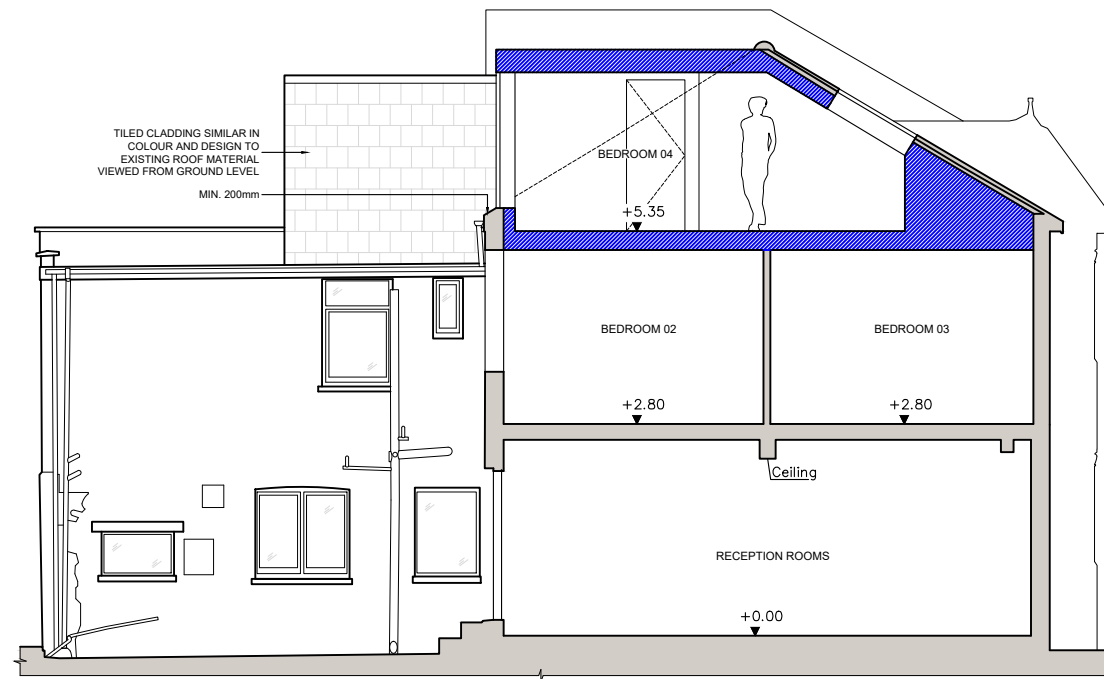 TILED CLADDING SIMILAR IN
COLOUR AND DESIGN TO
EXISTING ROOF MATERIAL
VIEWED FROM GROUND LEVEL
MIN. 200mm
BEDROOM 04
+5.35
BEDROOM 02
BEDROOM 03
+2.80
+2.80
Ceiling
RECEPTION ROOMS
+0.00